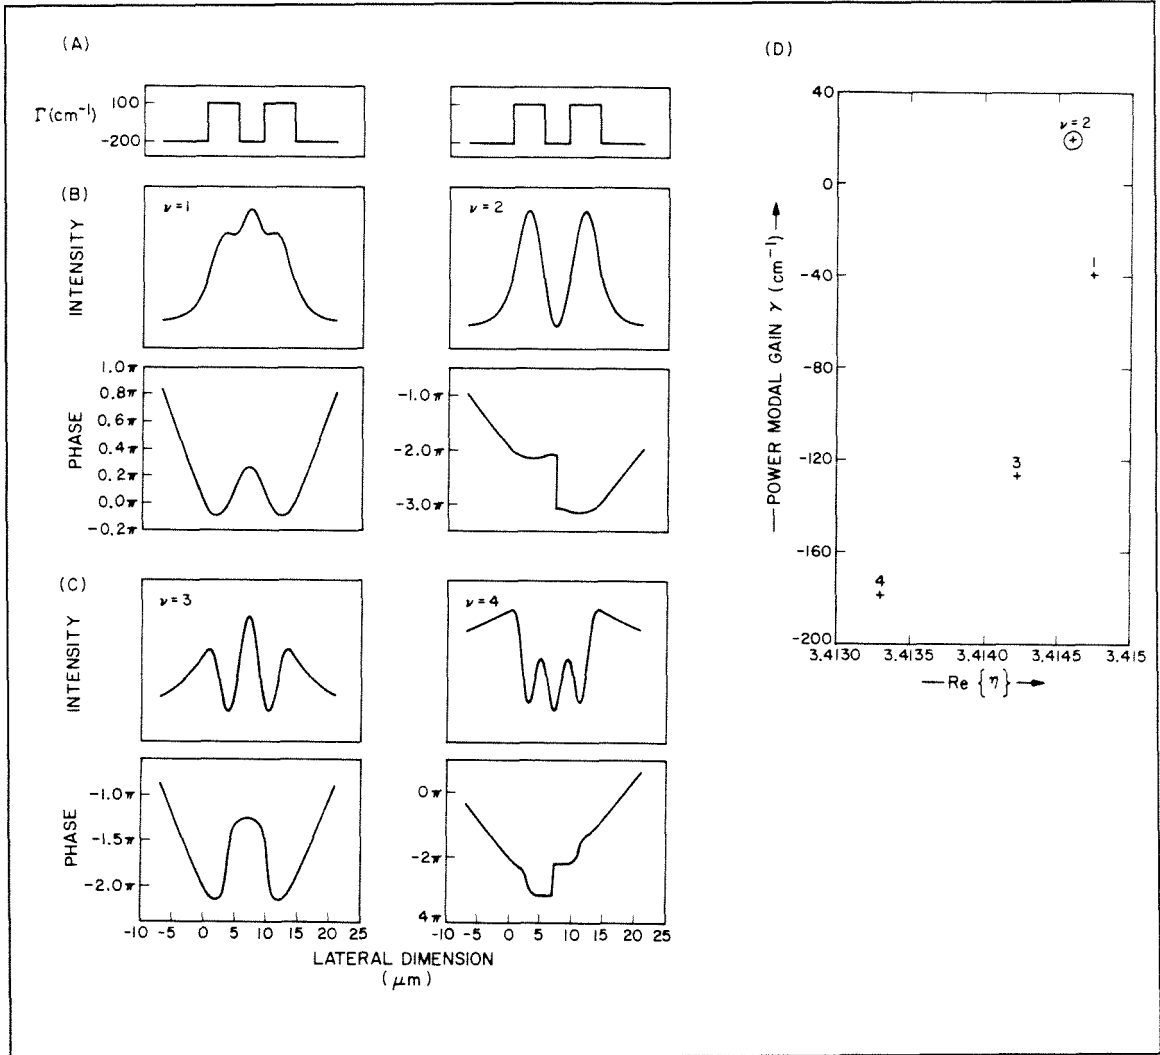 (A)
Γ(cm⁻¹)
100
-200
(B)
INTENSITY
ν=1
ν=2
PHASE
1.0π
0.8π
0.6π
0.4π
0.2π
0.0π
-0.2π
-1.0π
-2.0π
-3.0π
(C)
INTENSITY
ν=3
ν=4
PHASE
-1.0π
-1.5π
-2.0π
0π
-2π
4π
-10 -5 0 5 10 15 20 25
-5 0 5 10 15 20 25
LATERAL DIMENSION
(μm)
(D)
POWER MODAL GAIN γ (cm⁻¹)
40
0
-40
-80
-120
-160
-200
ν=2
1
3
4
3.4130 3.4135 3.4140 3.4145 3.415
Re {η}